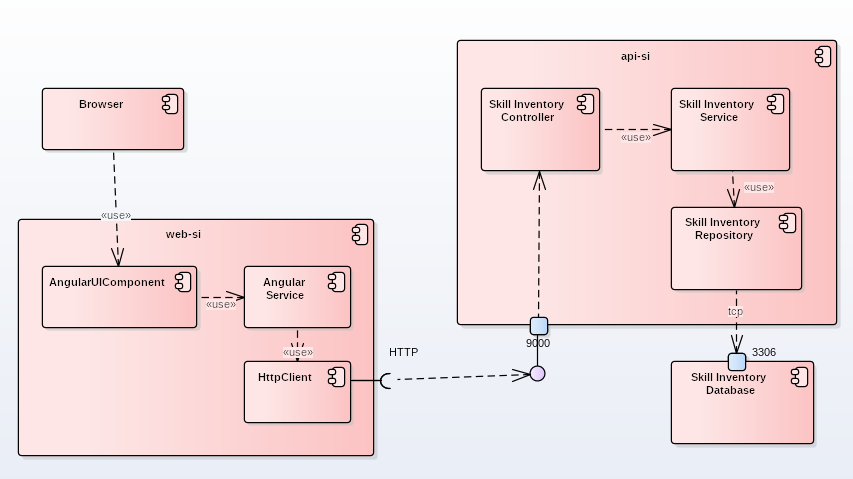 api-si
Browser
Skill Inventory
Controller
Skill Inventory
Service
«use»
«use»
«use»
Skill Inventory
Repository
web-si
AngularUIComponent
Angular
Service
«use»
tcp
9000
«use»
HTTP
3306
HttpClient
Skill Inventory
Database